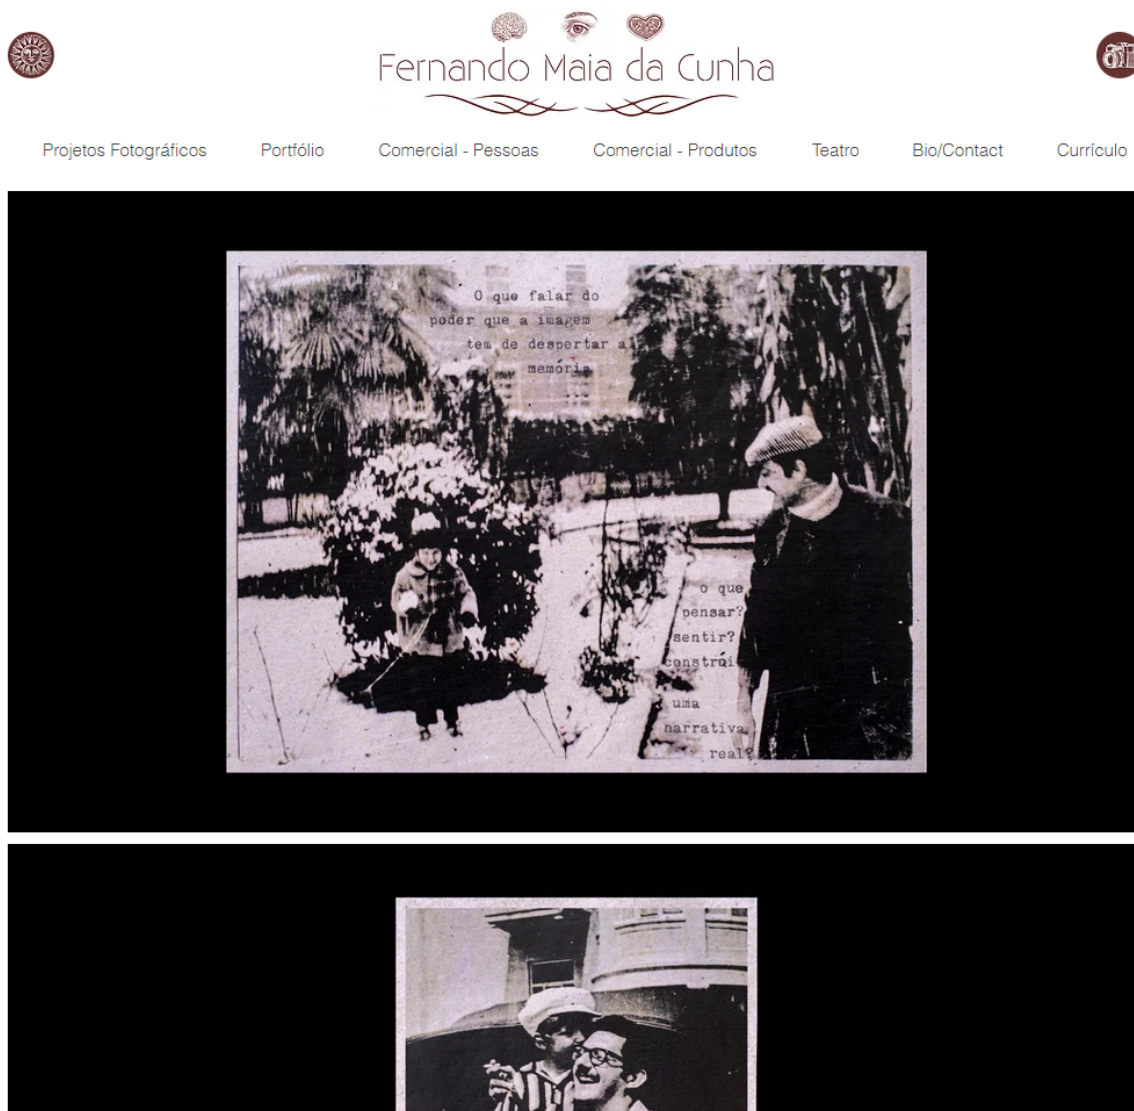 Fernando Maia da Cunha
Projetos Fotográficos
Portfólio
Comercial - Pessoas
Comercial - Produtos
Teatro
Bio/Contact
Currículo
O que falar do
poder que a imagem
tem de despertar a
memória
...
o que
pensar?
sentir?
constrói
uma
narrativa
real?